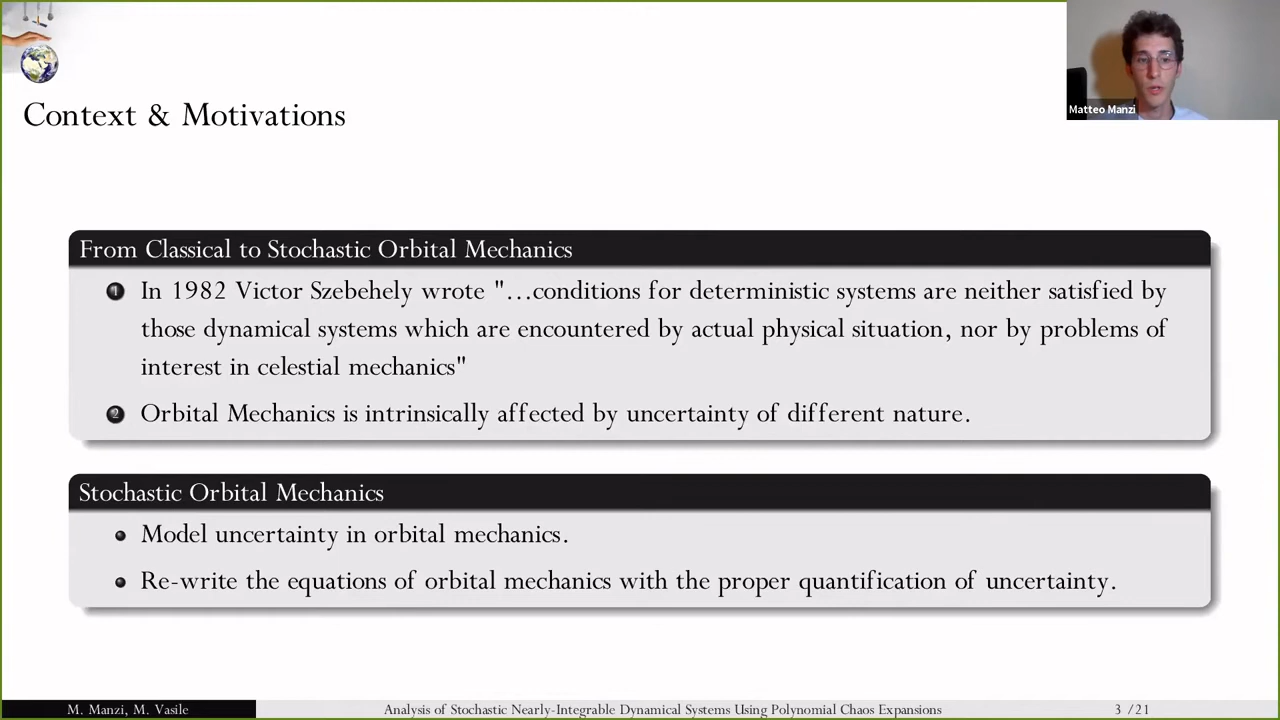 Matteo Manzi
Context & Motivations
From Classical to Stochastic Orbital Mechanics
1 In 1982 Victor Szebehely wrote "...conditions for deterministic systems are neither satisfied by
those dynamical systems which are encountered by actual physical situation, nor by problems of
interest in celestial mechanics"
2 Orbital Mechanics is intrinsically affected by uncertainty of different nature.
Stochastic Orbital Mechanics
Model uncertainty in orbital mechanics.
Re-write the equations of orbital mechanics with the proper quantification of uncertainty.
M. Manzi, M. Vasile
Analysis of Stochastic Nearly-Integrable Dynamical Systems Using Polynomial Chaos Expansions
3 / 21